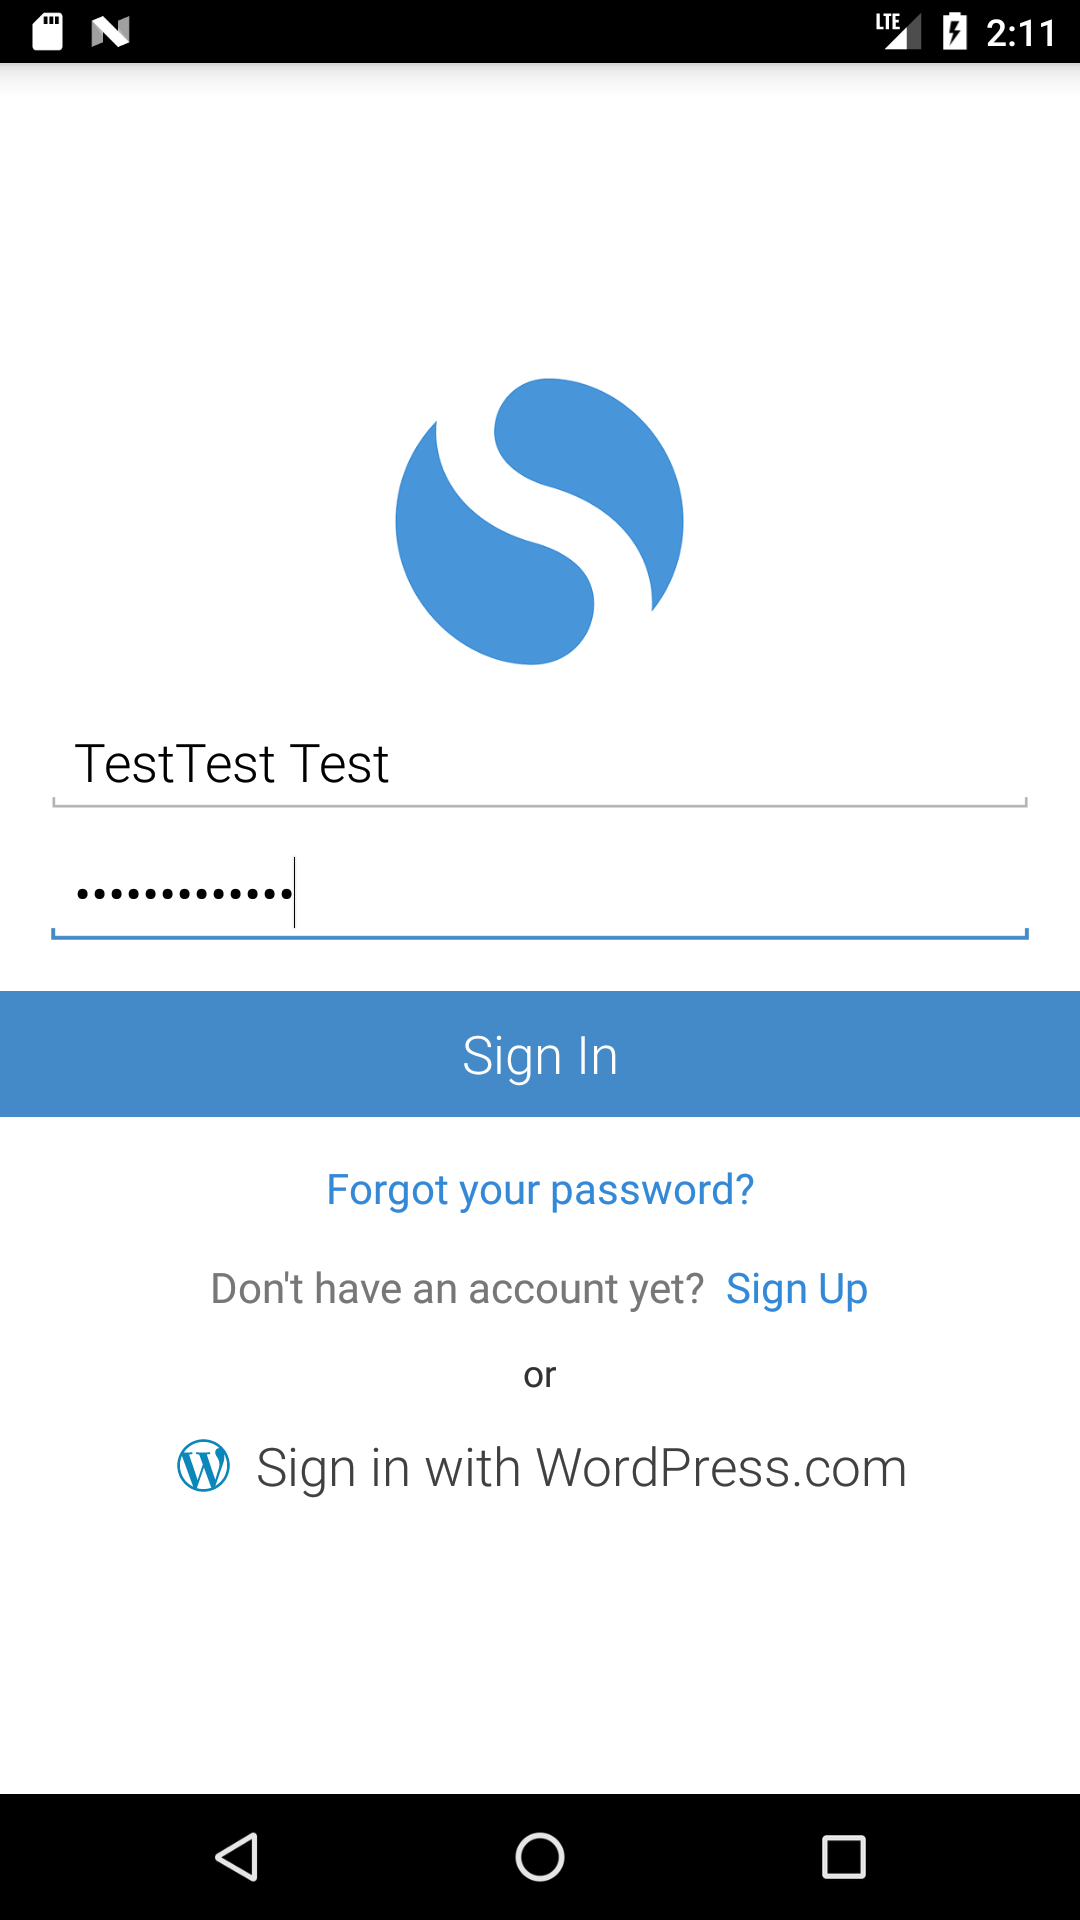 LTE 2:11
TestTest Test
•••••••••••••
Sign In
Forgot your password?
Don't have an account yet? Sign Up
or
Sign in with WordPress.com